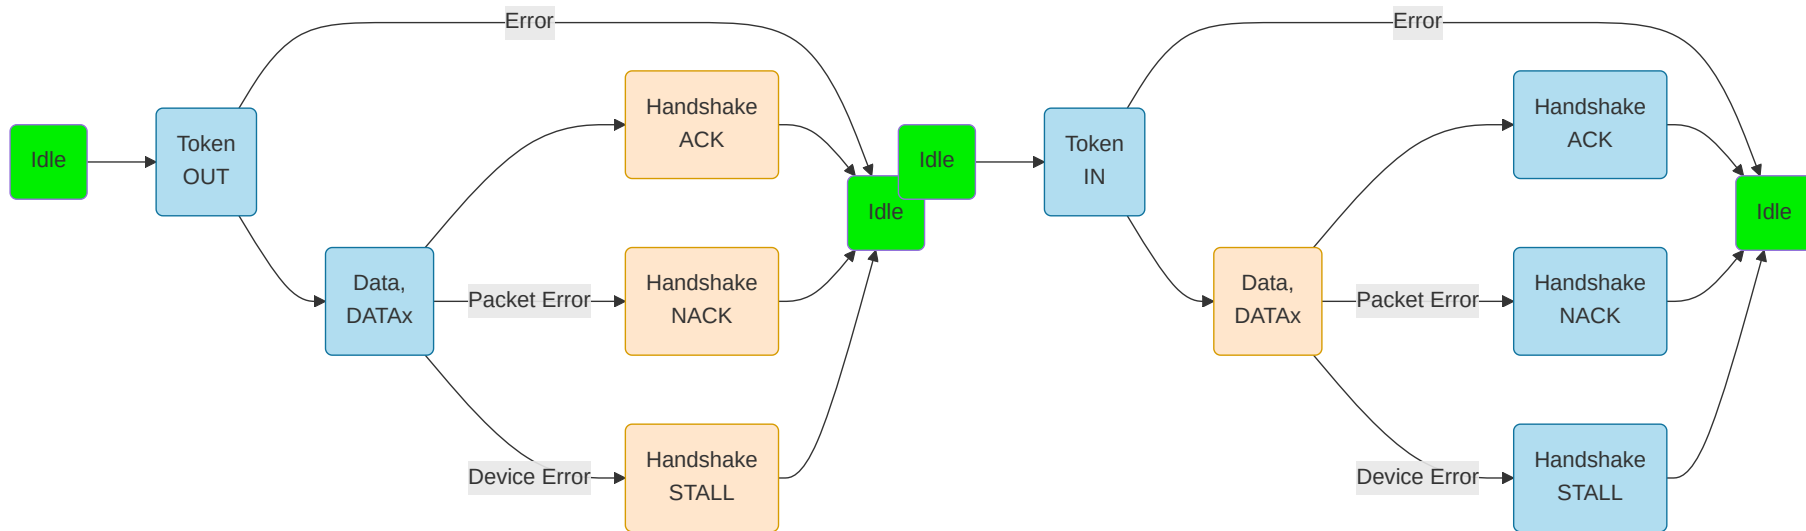 Error
Handshake
ACK
Idle
Token
OUT
Idle
Data,
DATAx
Packet Error
Handshake
NACK
Device Error
Handshake
STALL
Error
Handshake
ACK
Idle
Token
IN
Idle
Data,
DATAx
Packet Error
Handshake
NACK
Device Error
Handshake
STALL